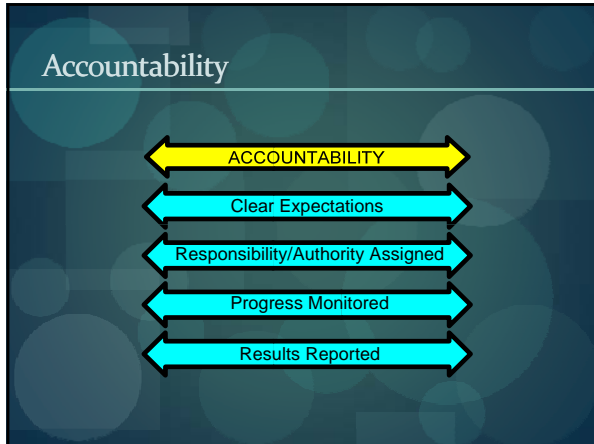 Accountability
ACCOUNTABILITY
Clear Expectations
Responsibility/Authority Assigned
Progress Monitored
Results Reported